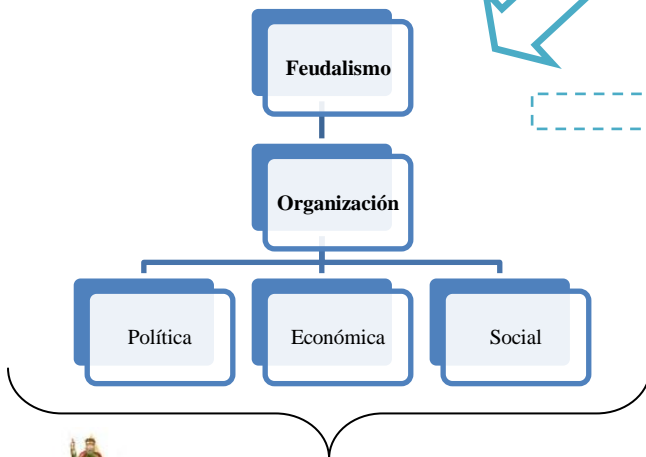 Feudalismo
Organización
Política
Económica
Social